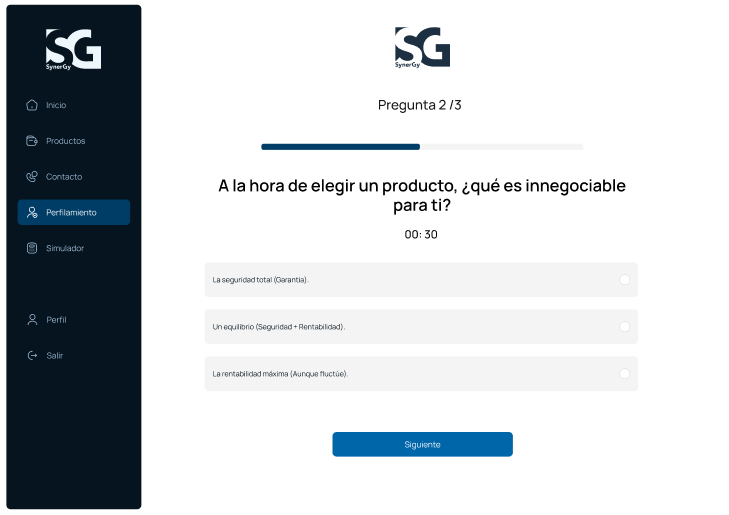 SG
SynerGy
Inicio
Productos
Contacto
Perfilamiento
Simulador
Perfil
Salir
SG
SynerGy
Pregunta 2 /3
A la hora de elegir un producto, ¿qué es innegociable
para ti?
00: 30
La seguridad total (Garantía).
Un equilibrio (Seguridad + Rentabilidad).
La rentabilidad máxima (Aunque fluctúe).
Siguiente